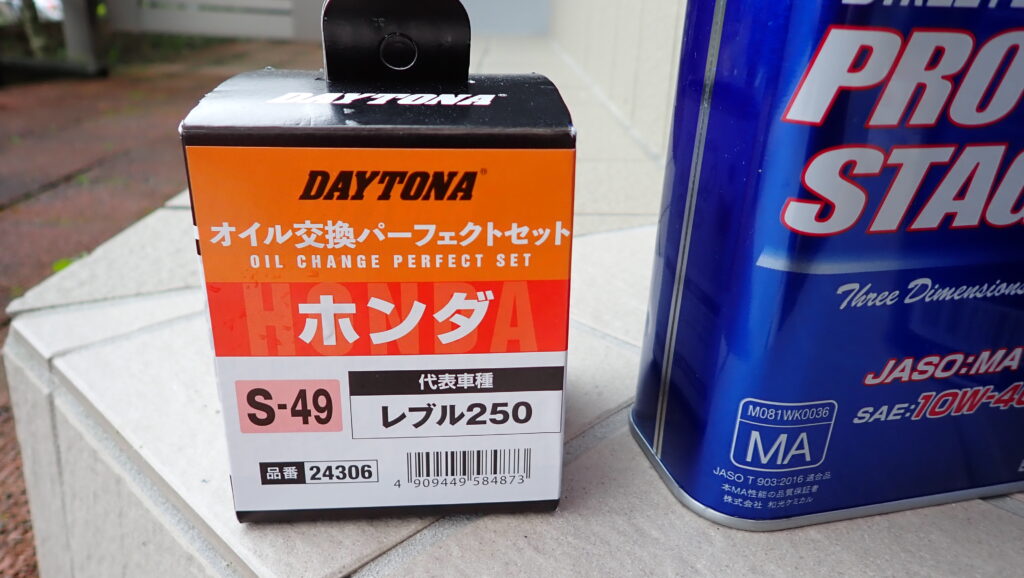 DAYTONA
DAYTONA®
オイル交換パーフェクトセット
OIL CHANGE PERFECT SET
HONDA
ホンダ
S-49
代表車種
レブル250
品番 24306
4 909449 584873
PRO
STAG
Three Dimensions
JASO:MA
SAE:10W-40
M081WK0036
MA
JASO T 903:2016 適合品
本MA性能の品質保証者
株式会社 和光ケミカル